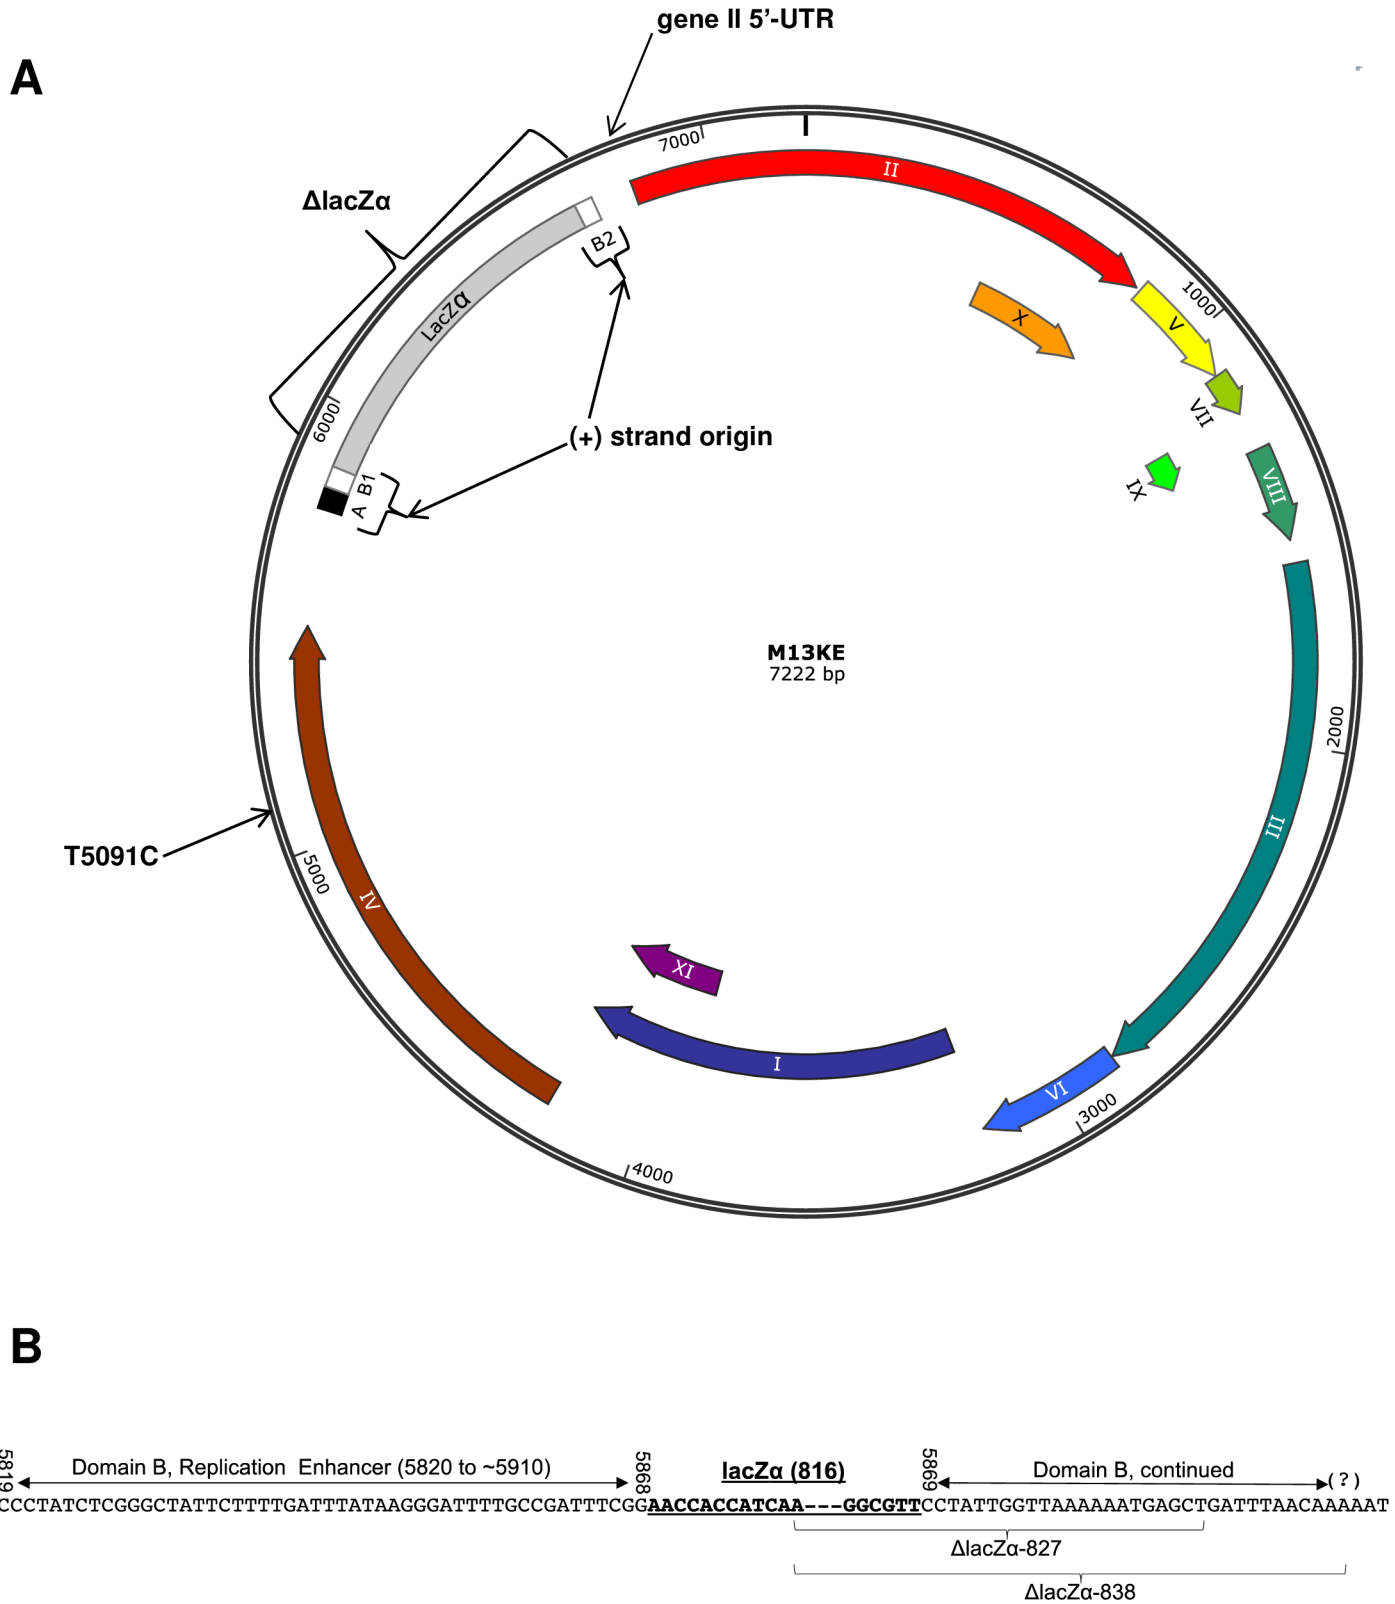 gene II 5’-UTR
A
7000
II
ΔlacZα
B2
LacZα
1000
V
X
VII
6000
(+) strand origin
IX
VIII
B1
A
M13KE
7222 bp
2000
III
T5091C
5000
IV
XI
I
VI
3000
4000
B
5819
Domain B, Replication Enhancer (5820 to ~5910)
5868
lacZα (816)
5869
Domain B, continued
(?)
CCCTATCTCGGGCTATTCTTTTGATTTATAAGGGATTTTGCCGATTTCGGAACCACCATCAA---GGCGTTCCTATTGGTTAAAAAATGAGCTGATTTAACAAAAAT
ΔlacZα-827
ΔlacZα-838